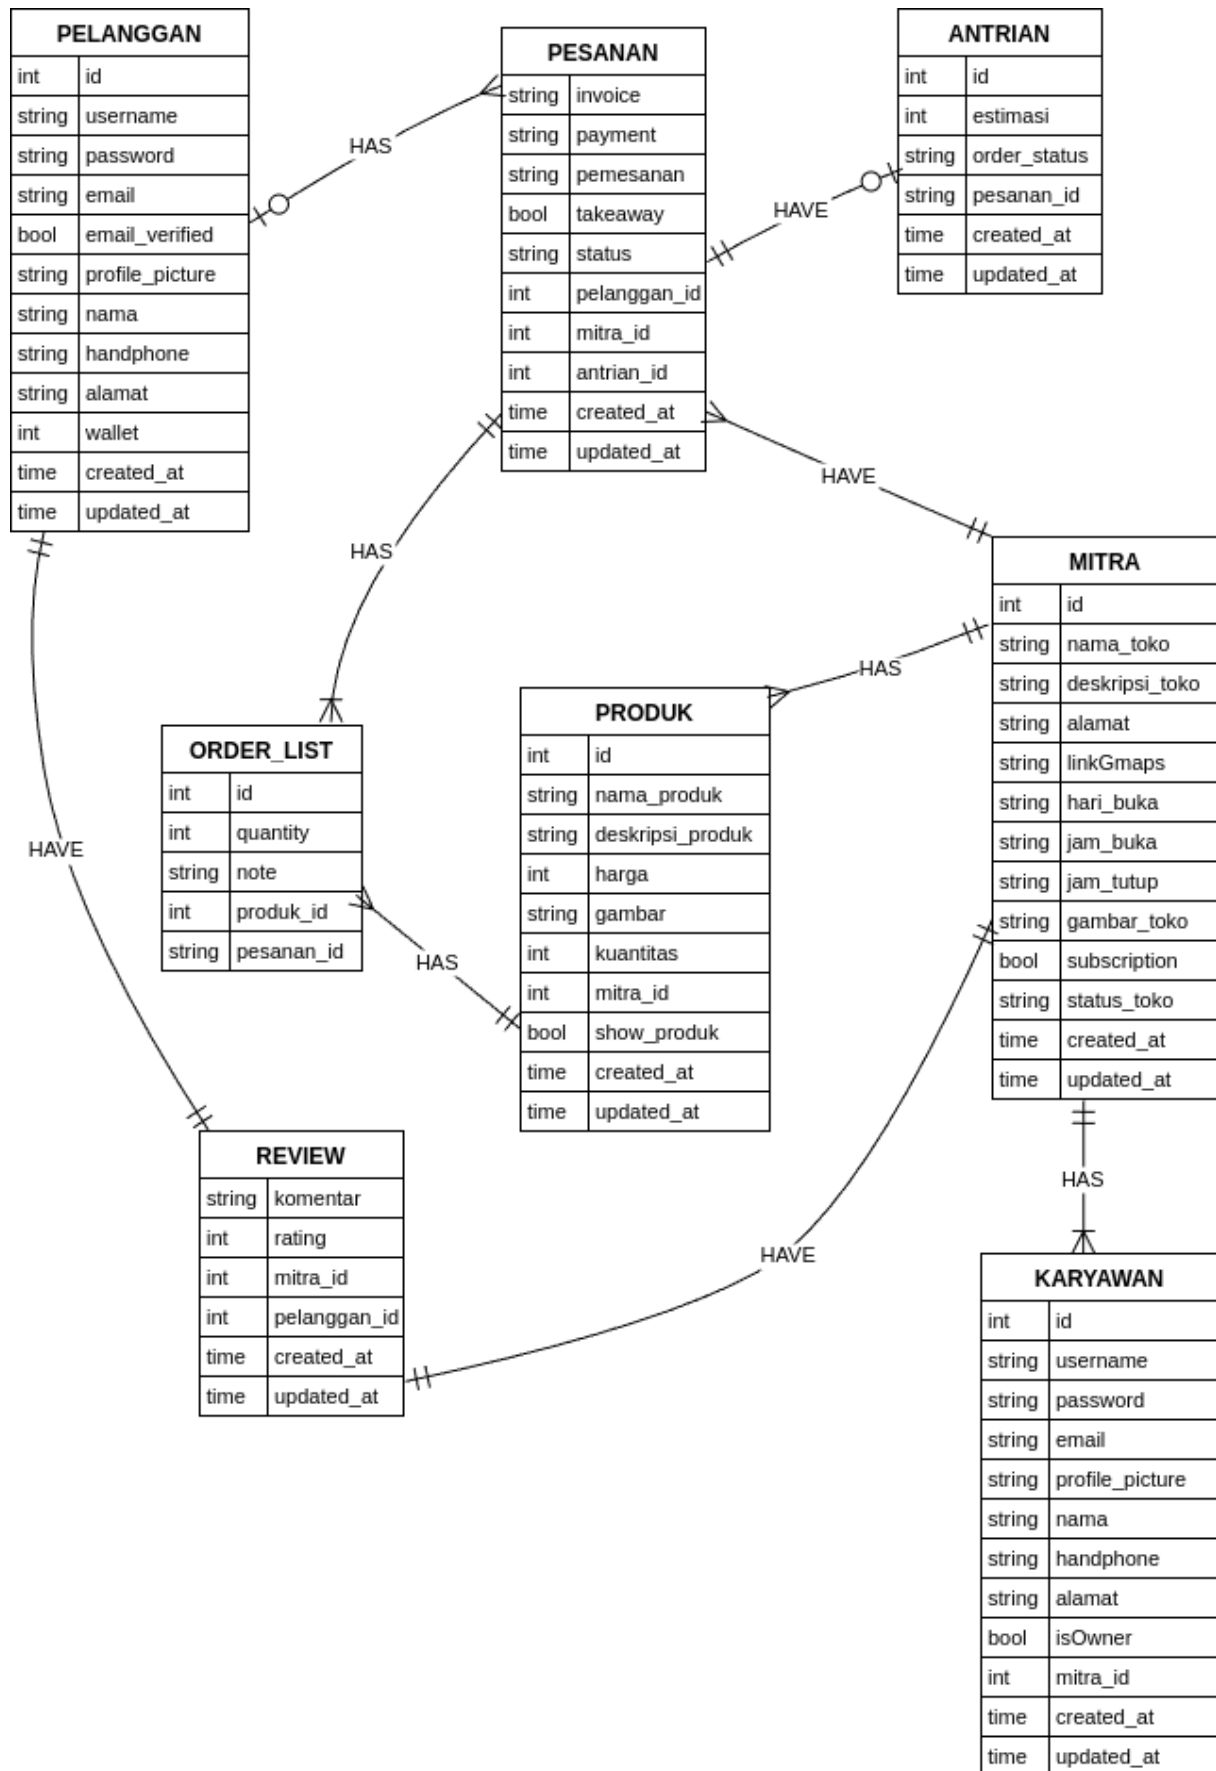 PELANGGAN
int id
string username
string password
string email
bool email_verified
string profile_picture
string nama
string handphone
string alamat
int wallet
time created_at
time updated_at
HAS
PESANAN
string invoice
string payment
string pemesanan
bool takeaway
string status
int pelanggan_id
int mitra_id
int antrian_id
time created_at
time updated_at
HAVE
ANTRIAN
int id
int estimasi
string order_status
string pesanan_id
time created_at
time updated_at
HAS
HAVE
MITRA
int id
string nama_toko
string deskripsi_toko
string alamat
string linkGmaps
string hari_buka
string jam_buka
string jam_tutup
string gambar_toko
bool subscription
string status_toko
time created_at
time updated_at
HAS
PRODUK
int id
string nama_produk
string deskripsi_produk
int harga
string gambar
int kuantitas
int mitra_id
bool show_produk
time created_at
time updated_at
ORDER_LIST
int id
int quantity
string note
int produk_id
string pesanan_id
HAS
HAVE
REVIEW
string komentar
int rating
int mitra_id
int pelanggan_id
time created_at
time updated_at
HAVE
HAS
KARYAWAN
int id
string username
string password
string email
string profile_picture
string nama
string handphone
string alamat
bool isOwner
int mitra_id
time created_at
time updated_at